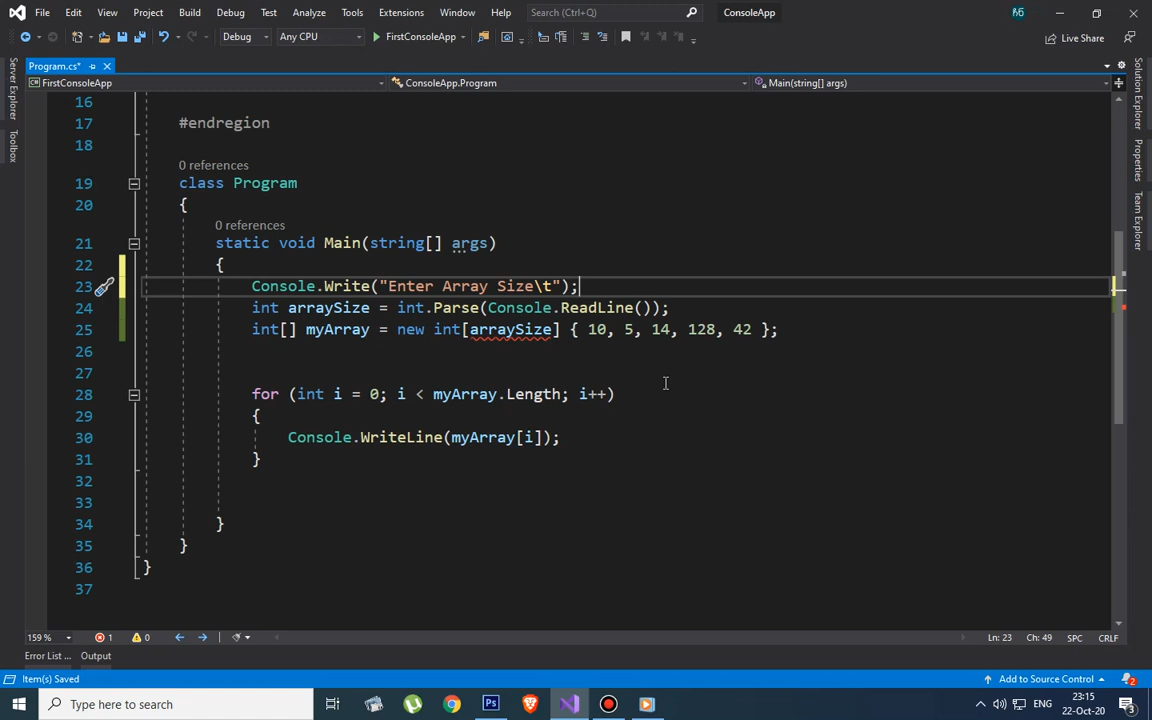 File Edit View Project Build Debug Test Analyze Tools Extensions Window Help Search (Ctrl+Q) ConsoleApp
Debug Any CPU FirstConsoleApp Live Share
Program.cs*
FirstConsoleApp ConsoleApp.Program Main(string[] args)
Server Explorer
Toolbox
Solution Explorer
Properties
Team Explorer
16
17 #endregion
18
0 references
19 class Program
20 {
0 references
21 static void Main(string[] args)
22 {
23 Console.Write("Enter Array Size\t");
24 int arraySize = int.Parse(Console.ReadLine());
25 int[] myArray = new int[arraySize] { 10, 5, 14, 128, 42 };
26
27
28 for (int i = 0; i < myArray.Length; i++)
29 {
30 Console.WriteLine(myArray[i]);
31 }
32
33
34 }
35 }
36 }
37
159 % 1 0 Ln: 23 Ch: 49 SPC CRLF
Error List ... Output
Item(s) Saved Add to Source Control 2
Type here to search Ps ENG 23:15 22-Oct-20 3